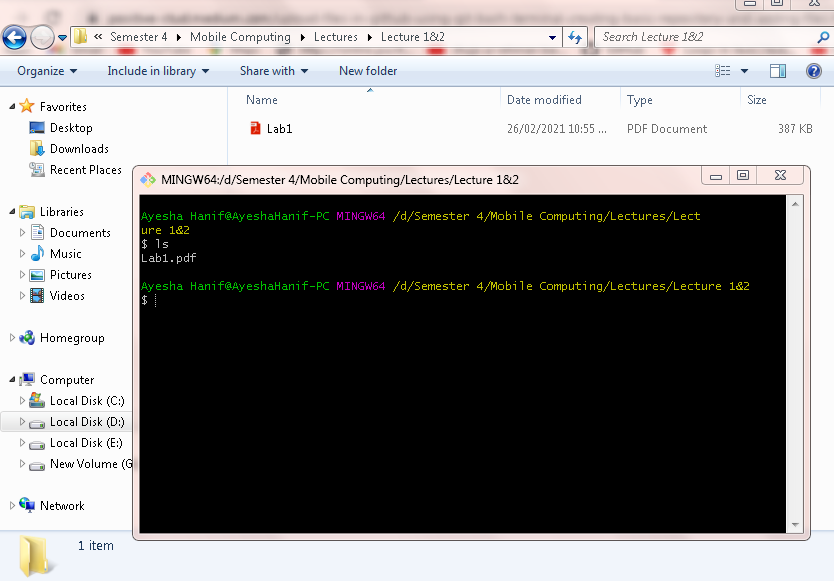 « Semester 4 ▸ Mobile Computing ▸ Lectures ▸ Lecture 1&2
Search Lecture 1&2
Organize Include in library Share with New folder
Name Date modified Type Size
Lab1 26/02/2021 10:55 ... PDF Document 387 KB
Favorites
Desktop
Downloads
Recent Places
Libraries
Documents
Music
Pictures
Videos
Homegroup
Computer
Local Disk (C:)
Local Disk (D:)
Local Disk (E:)
New Volume (G
Network
1 item
MINGW64:/d/Semester 4/Mobile Computing/Lectures/Lecture 1&2
Ayesha Hanif@AyeshaHanif-PC MINGW64 /d/Semester 4/Mobile Computing/Lectures/Lect
ure 1&2
$ ls
Lab1.pdf
Ayesha Hanif@AyeshaHanif-PC MINGW64 /d/Semester 4/Mobile Computing/Lectures/Lecture 1&2
$